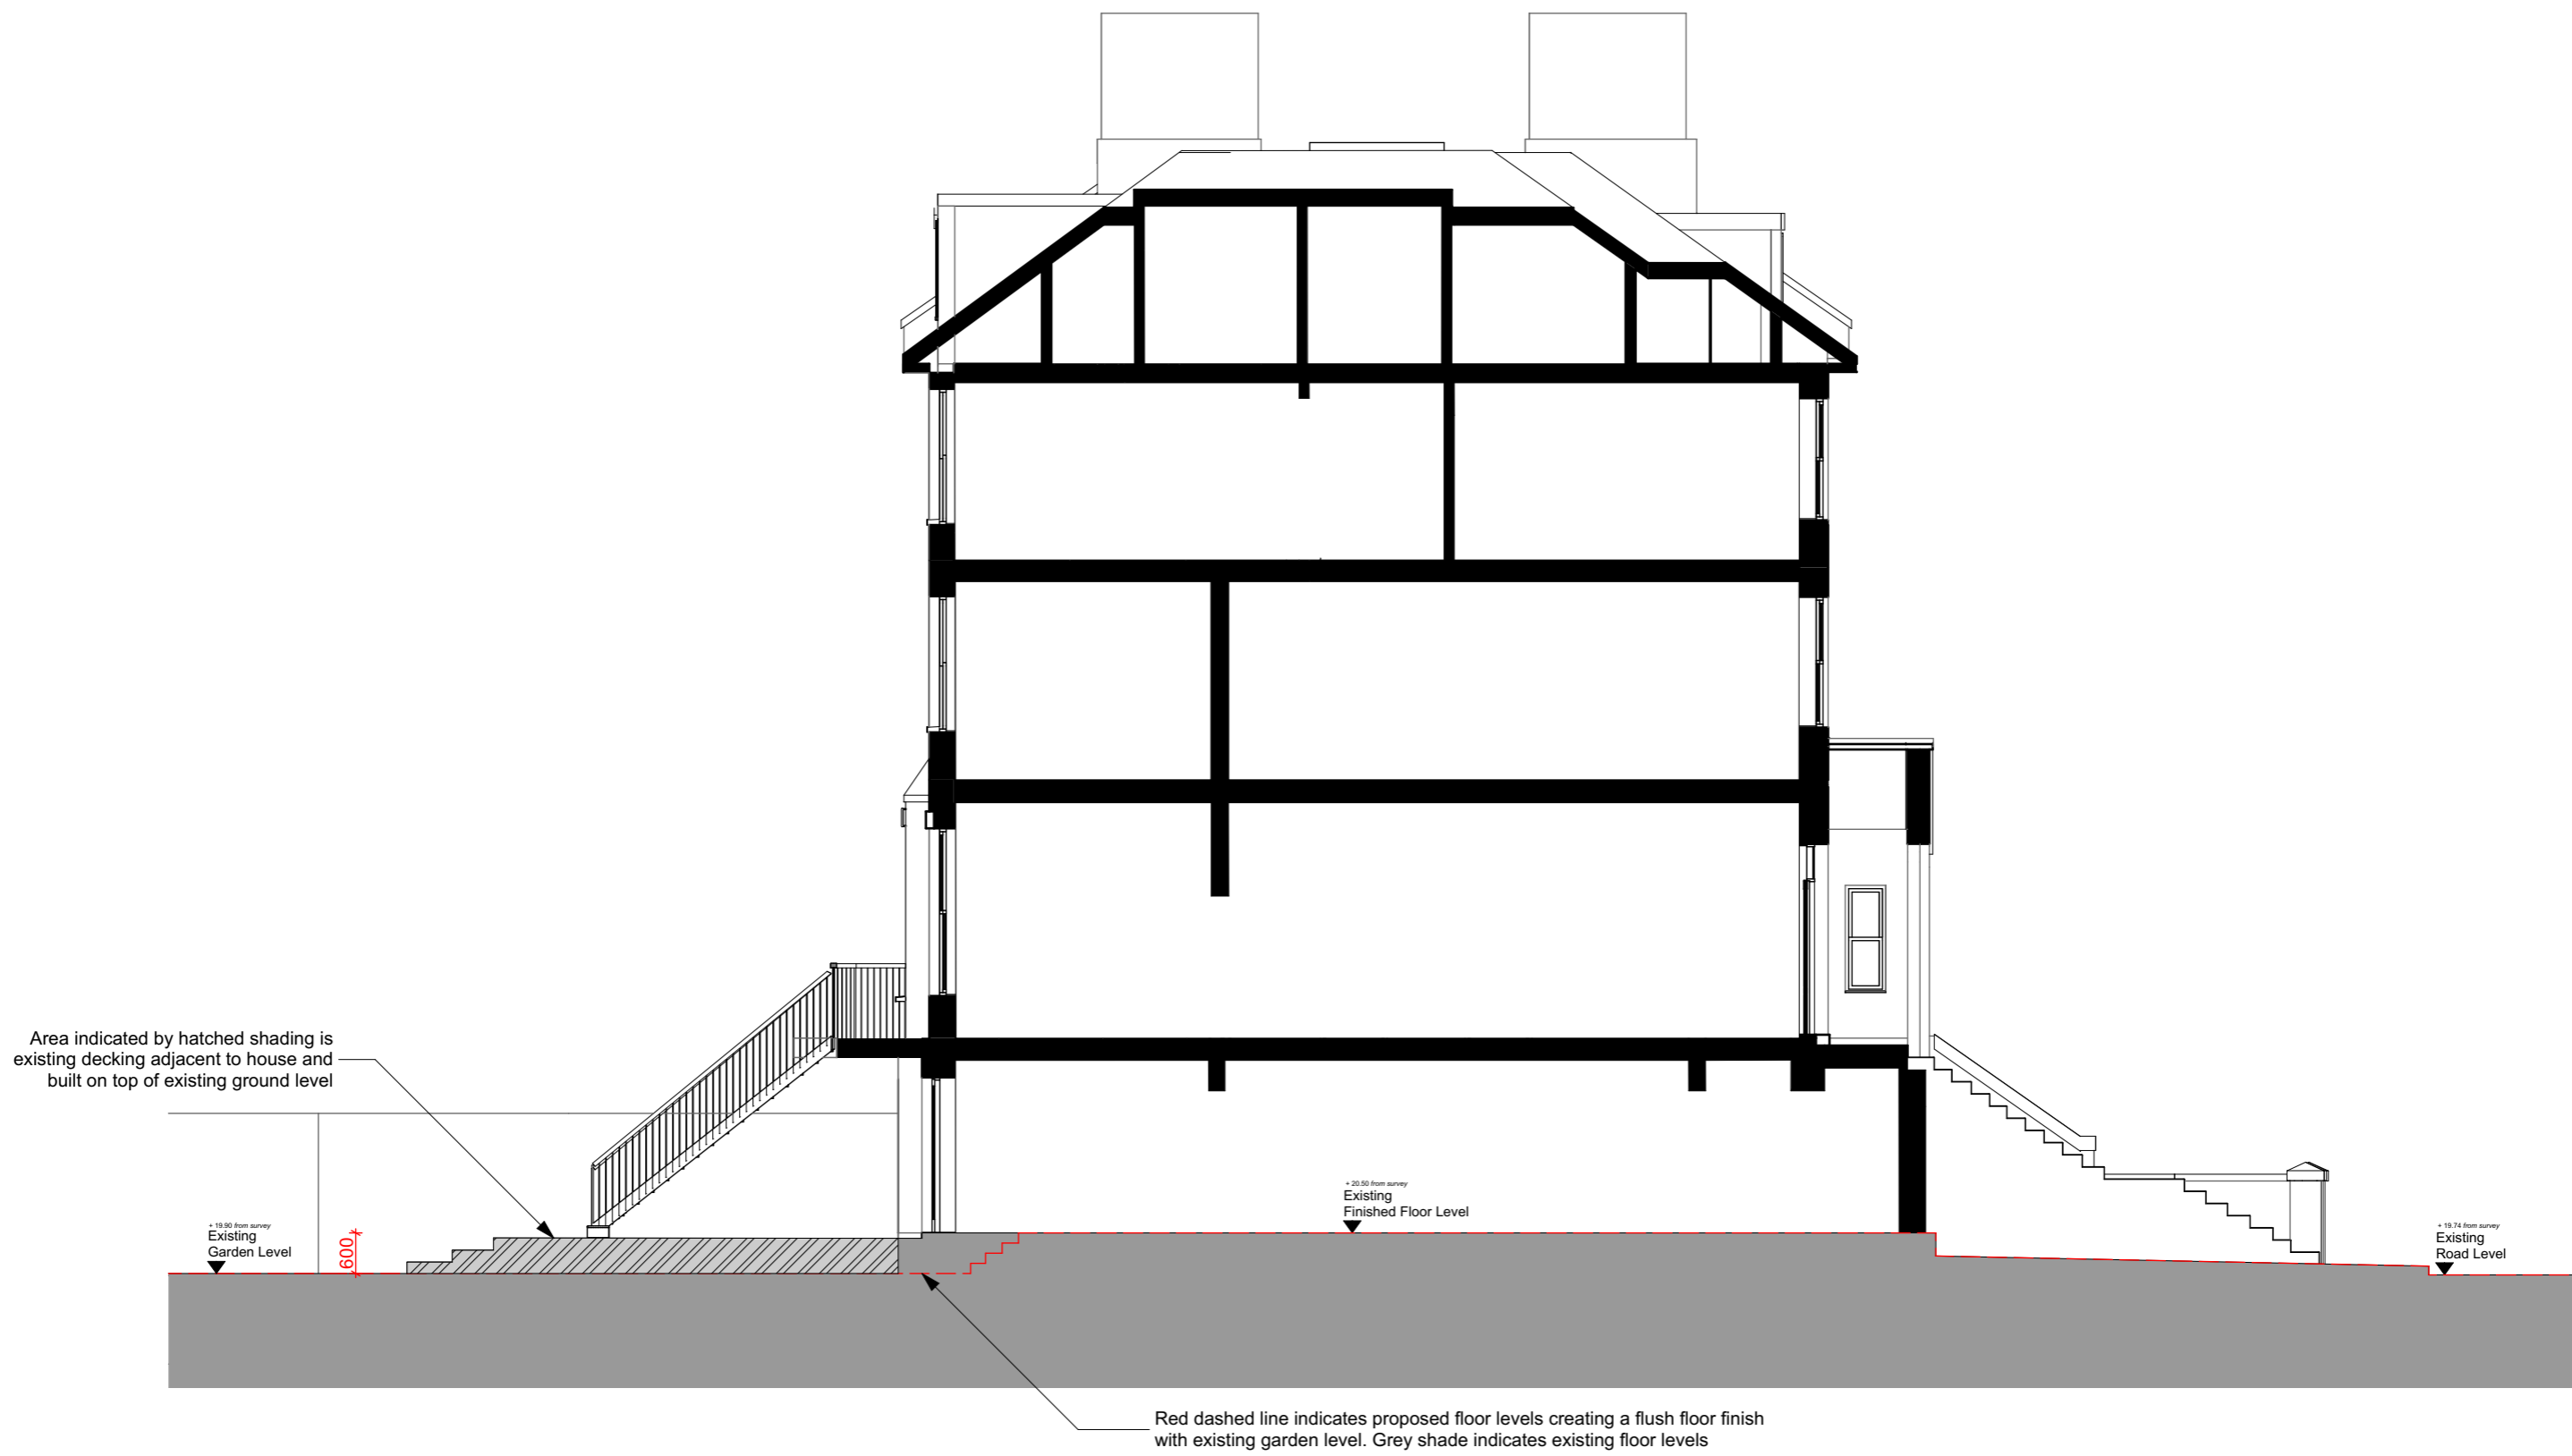 Area indicated by hatched shading is
existing decking adjacent to house and
built on top of existing ground level
+ 19.90 from survey
Existing
Garden Level
600
+ 20.50 from survey
Existing
Finished Floor Level
+ 19.74 from survey
Existing
Road Level
Red dashed line indicates proposed floor levels creating a flush floor finish
with existing garden level. Grey shade indicates existing floor levels